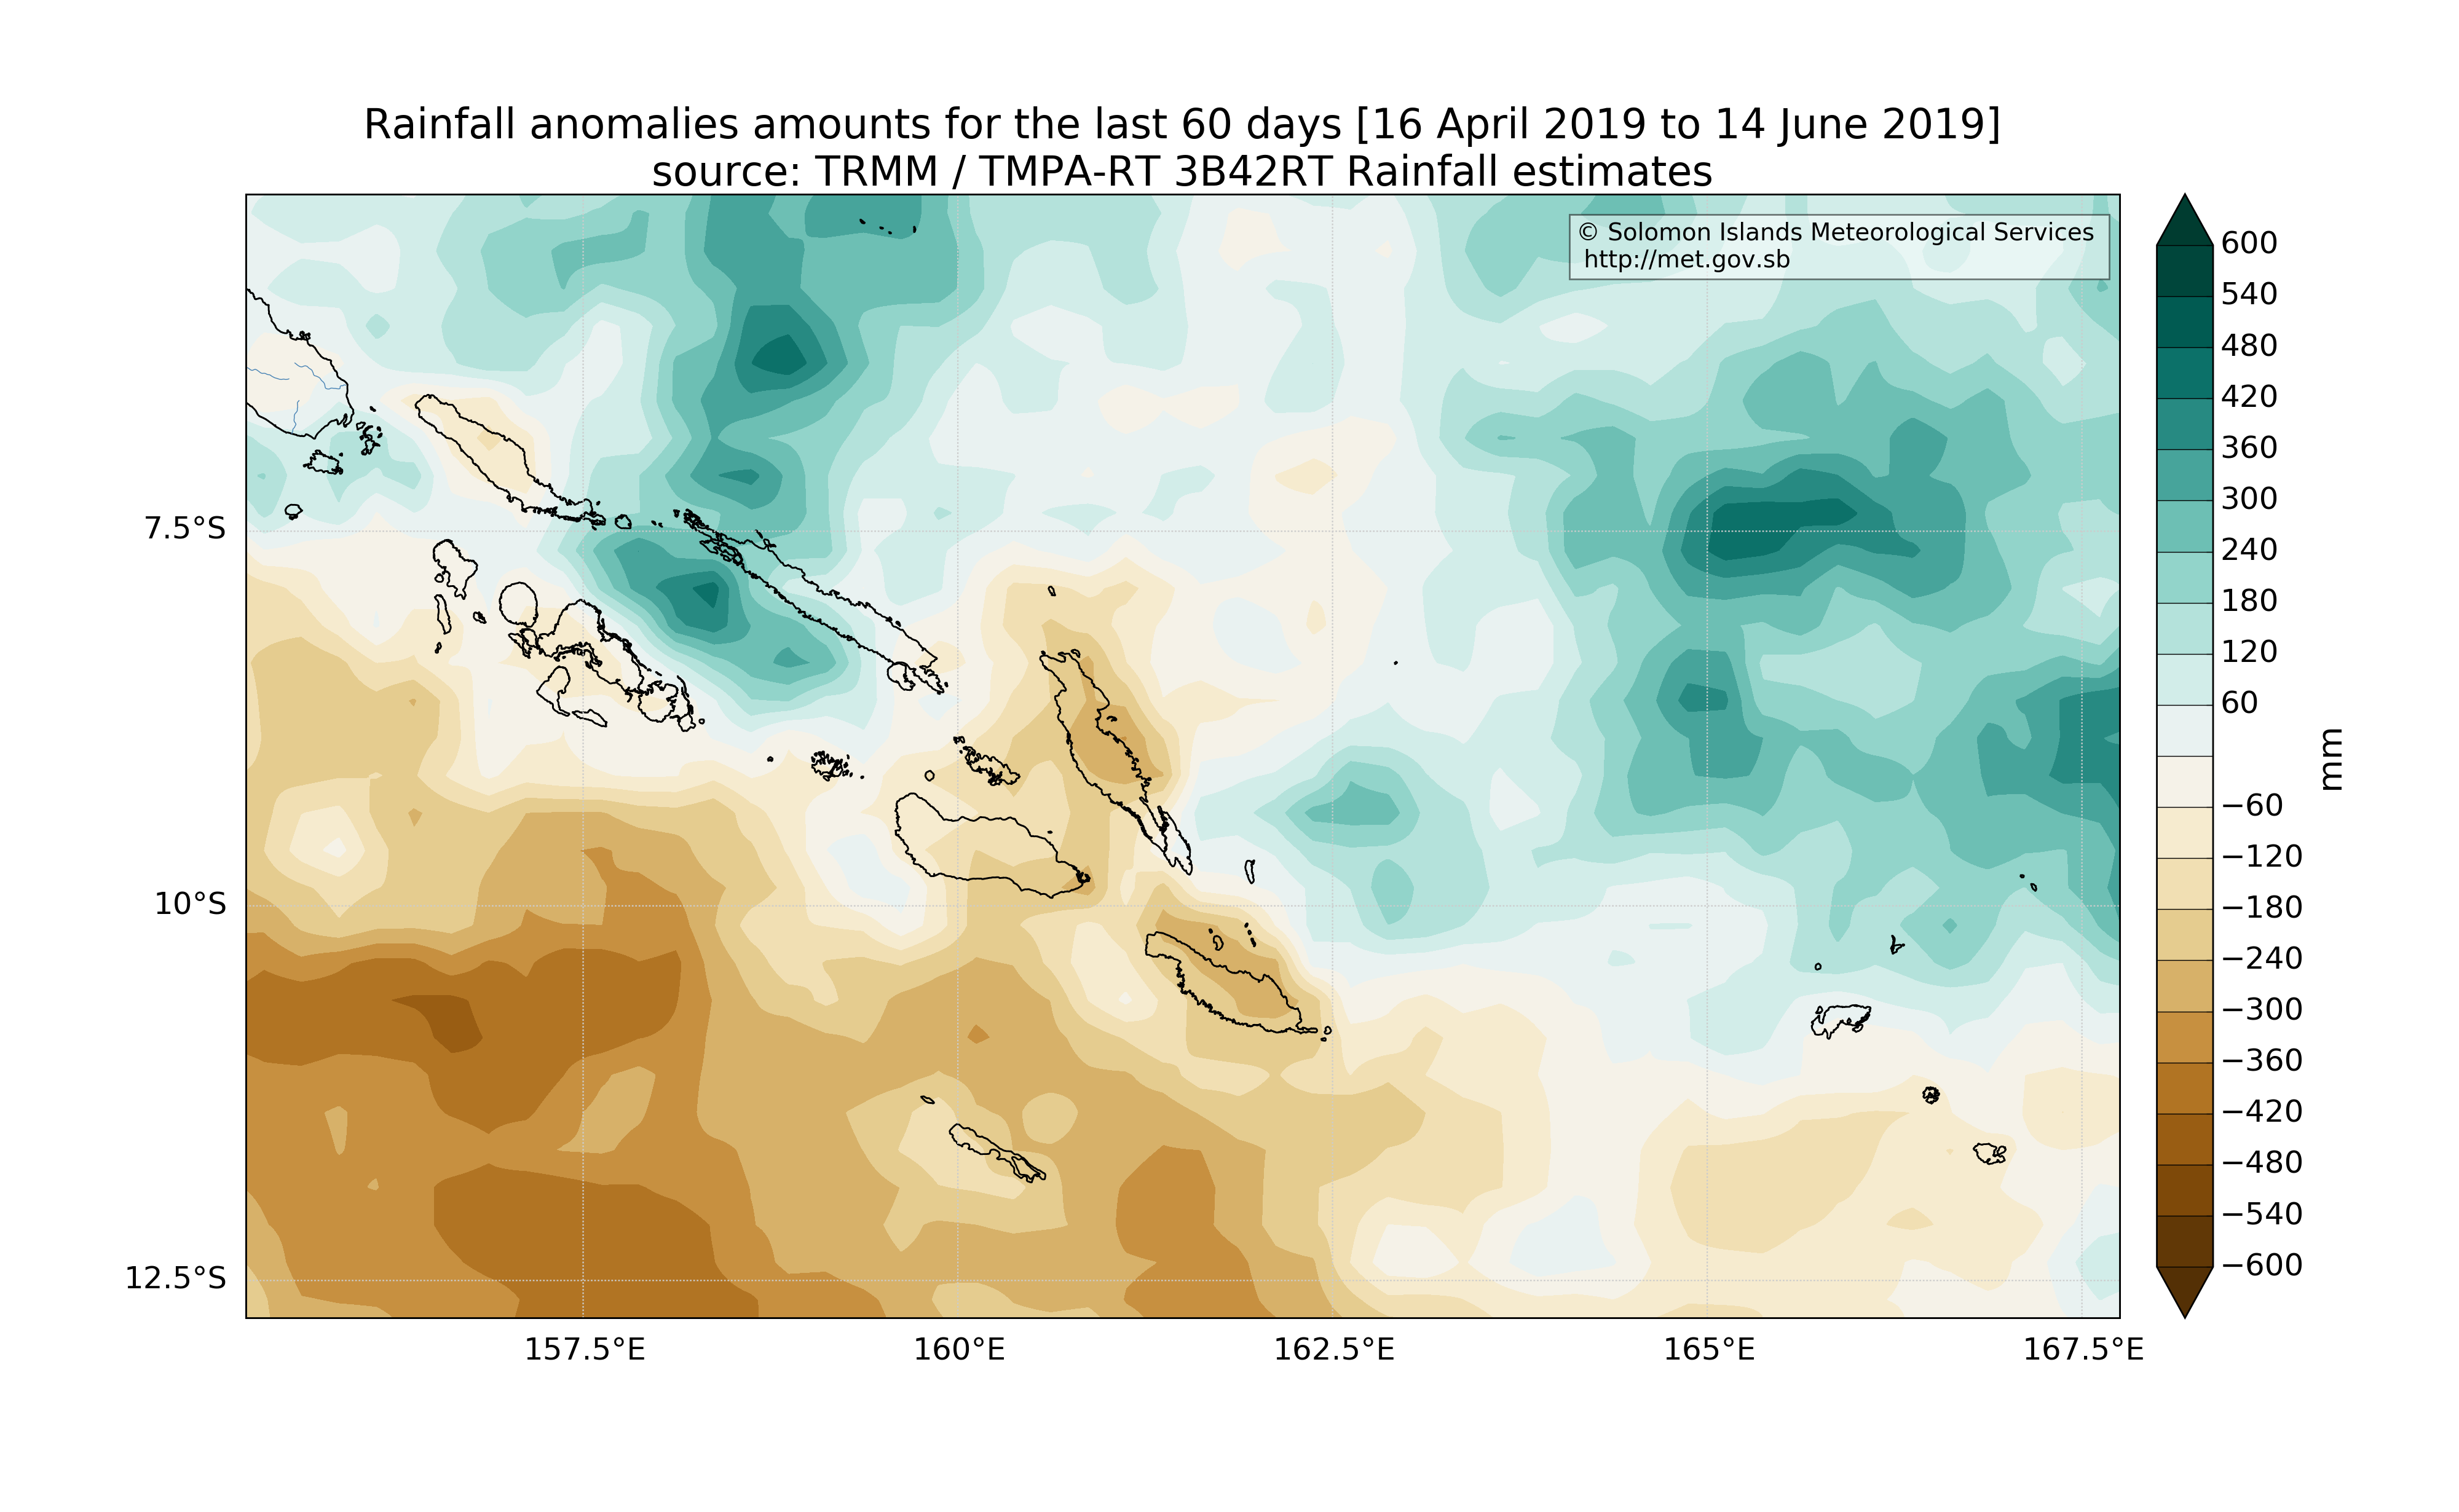 Rainfall anomalies amounts for the last 60 days [16 April 2019 to 14 June 2019]
source: TRMM / TMPA-RT 3B42RT Rainfall estimates
© Solomon Islands Meteorological Services
http://met.gov.sb
7.5°S
10°S
12.5°S
157.5°E
160°E
162.5°E
165°E
167.5°E
600
540
480
420
360
300
240
180
120
60
−60
−120
−180
−240
−300
−360
−420
−480
−540
−600
mm